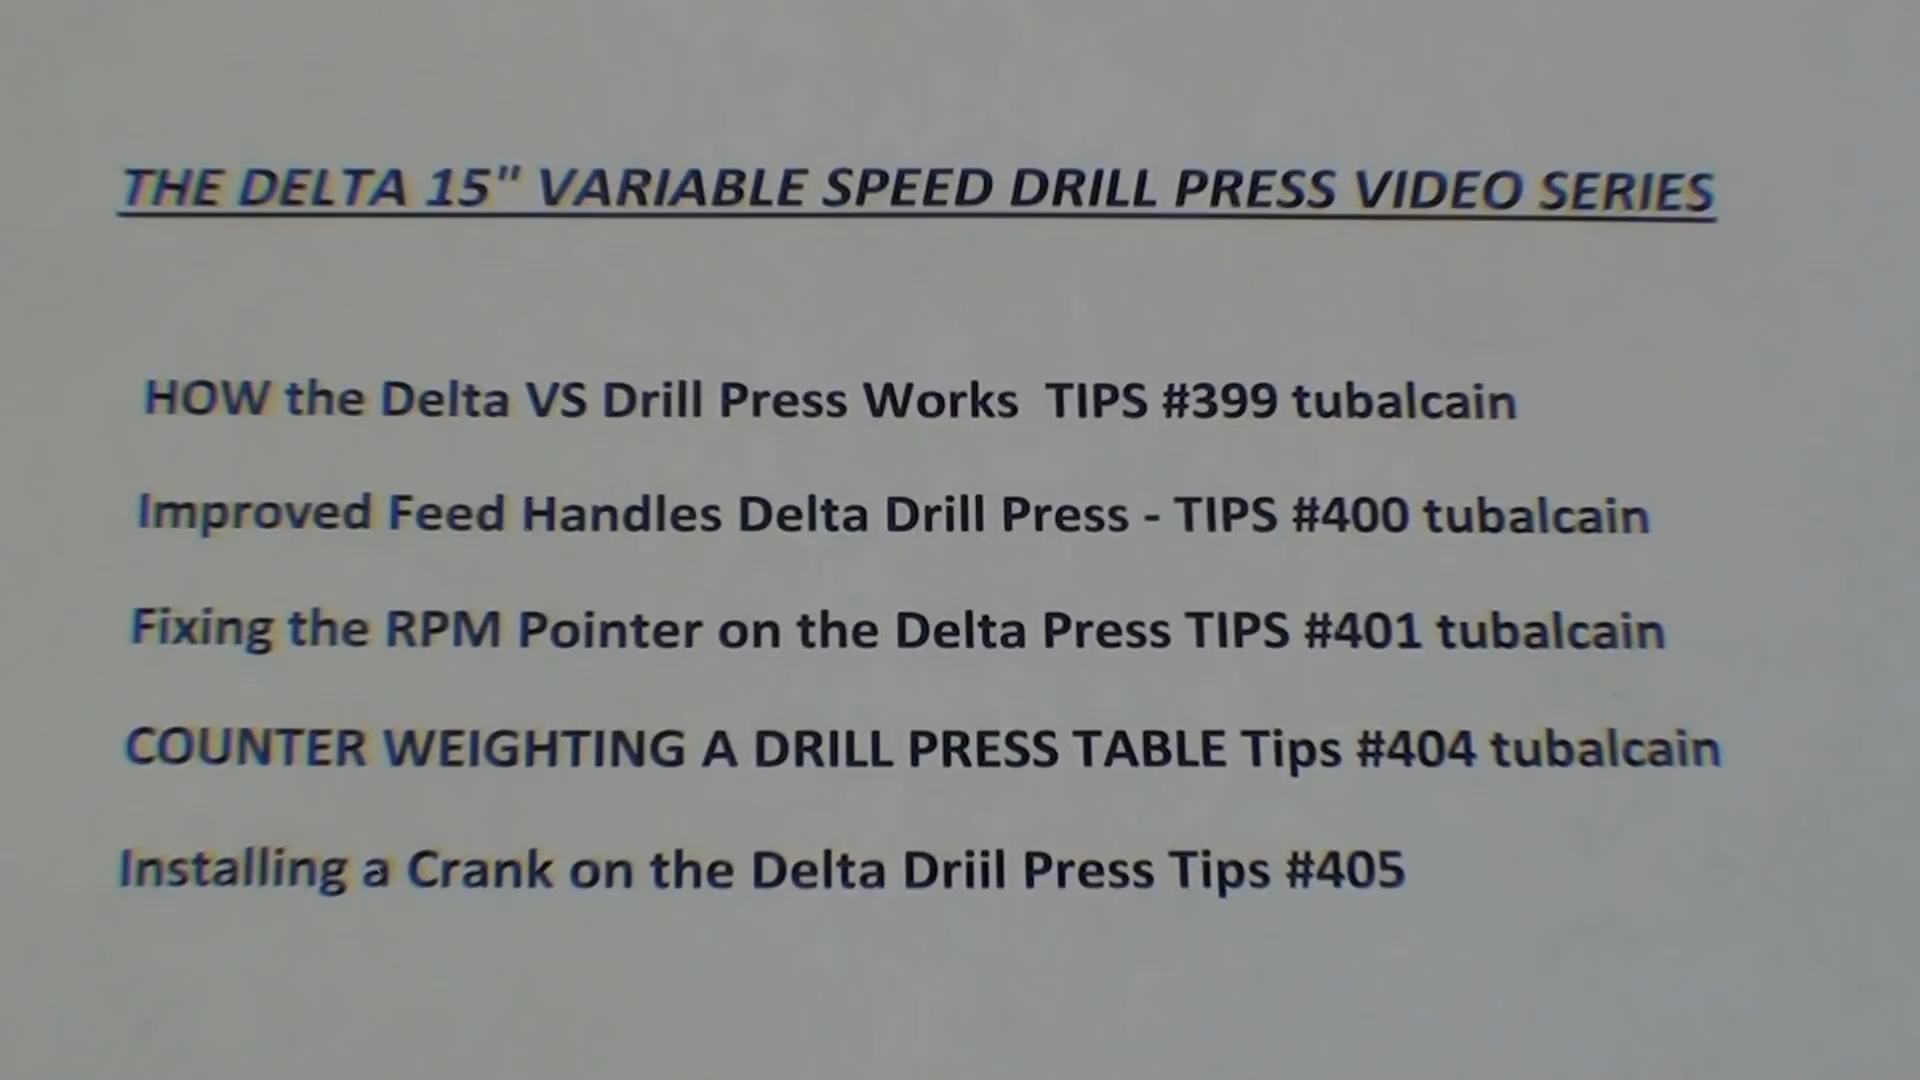 THE DELTA 15" VARIABLE SPEED DRILL PRESS VIDEO SERIES
HOW the Delta VS Drill Press Works  TIPS #399 tubalcain
Improved Feed Handles Delta Drill Press - TIPS #400 tubalcain
Fixing the RPM Pointer on the Delta Press TIPS #401 tubalcain
COUNTER WEIGHTING A DRILL PRESS TABLE Tips #404 tubalcain
Installing a Crank on the Delta Driil Press Tips #405